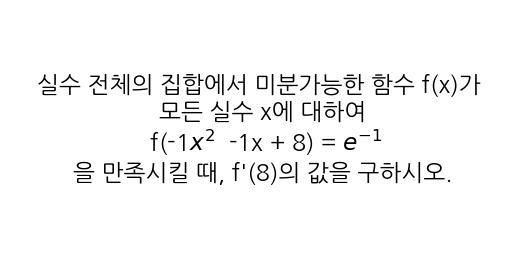 실수 전체의 집합에서 미분가능한 함수 f(x)가
모든 실수 x에 대하여
f(-1x² -1x + 8) = e⁻¹
을 만족시킬 때, f'(8)의 값을 구하시오.